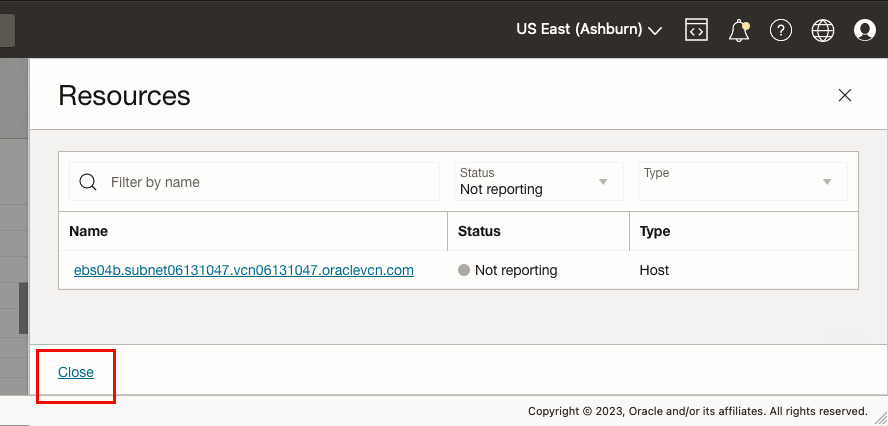 US East (Ashburn)
Resources
Filter by name
Status
Not reporting
Type
Name Status Type
ebs04b.subnet06131047.vcn06131047.oraclevcn.com Not reporting Host
Close
Copyright © 2023, Oracle and/or its affiliates. All rights reserved.